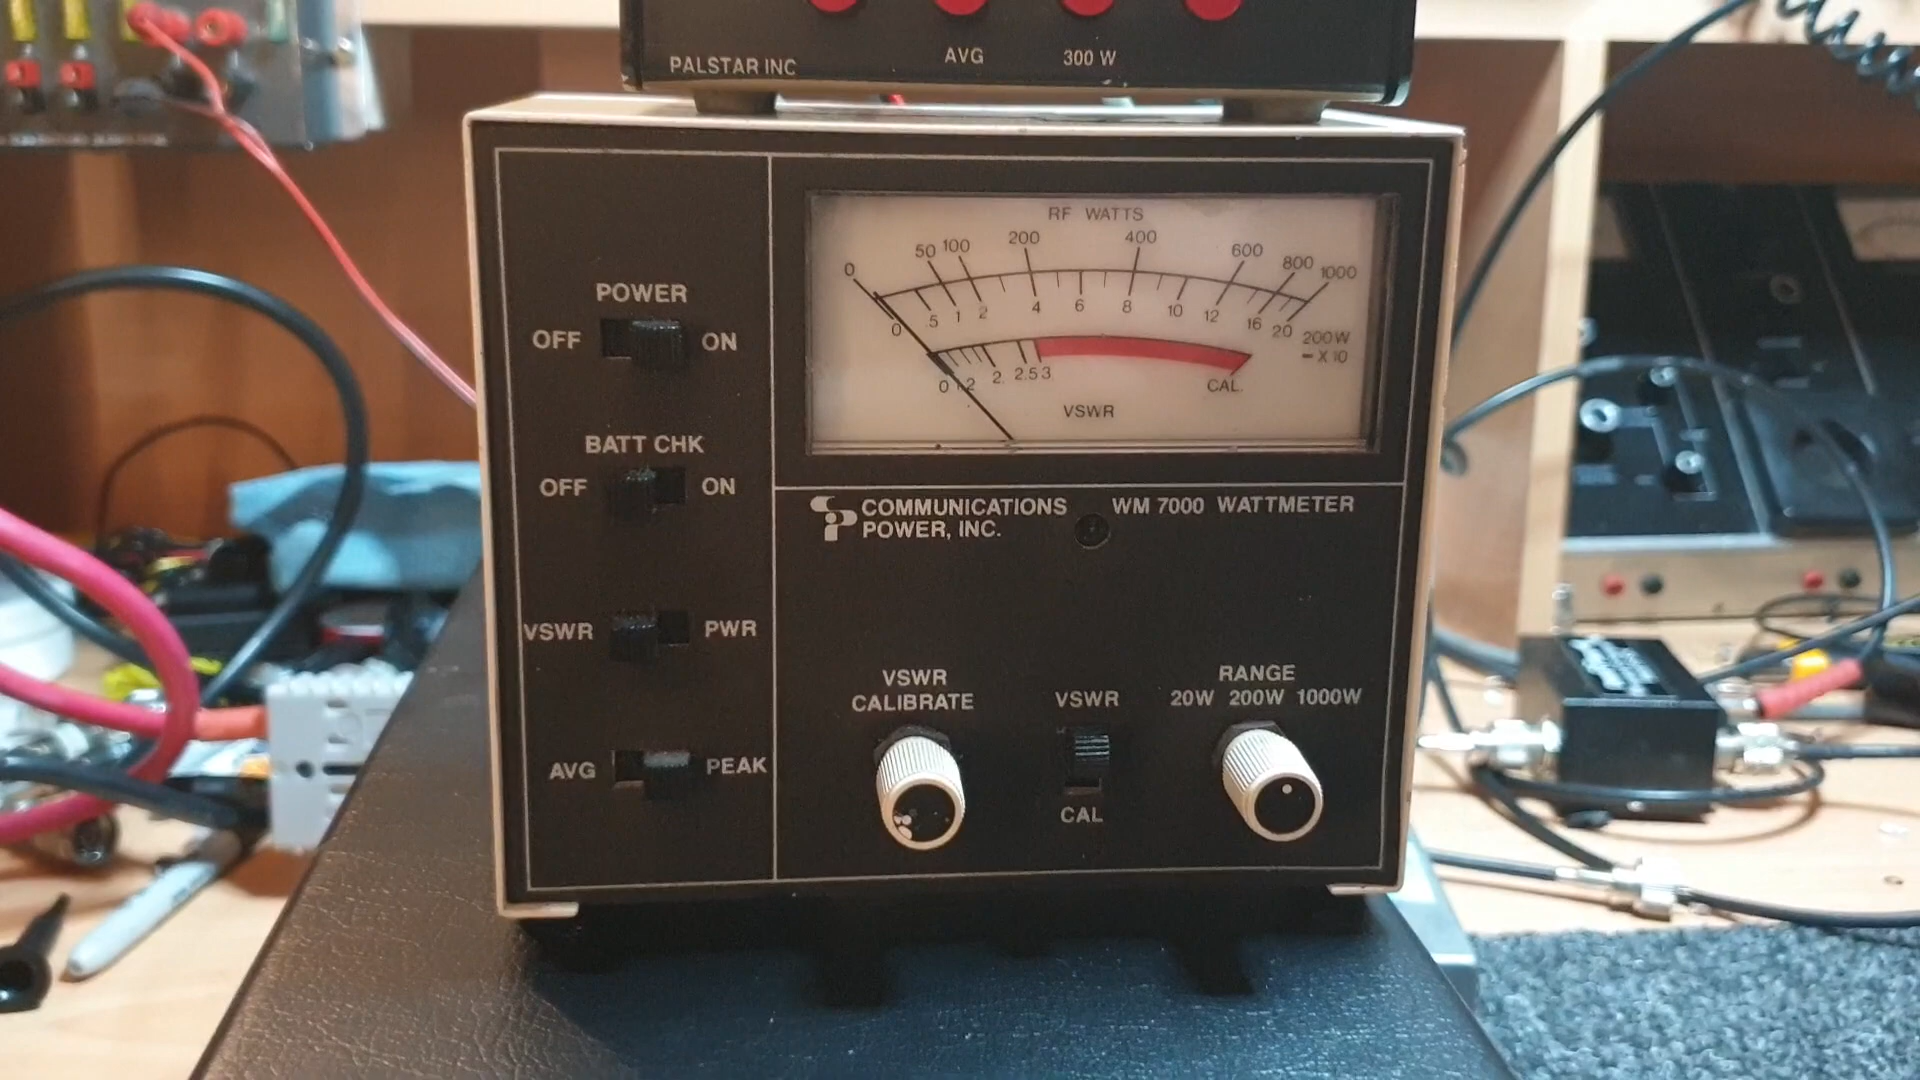 PALSTAR INC AVG 300 W
RF WATTS
0 50 100 200 400 600 800 1000
0 .5 1 2 4 6 8 10 12 16 20 200W
= X 10
0 1 2 2. 2.5 3 CAL.
VSWR
POWER
OFF ON
BATT CHK
OFF ON
COMMUNICATIONS WM 7000 WATTMETER
POWER, INC.
VSWR PWR
VSWR RANGE
CALIBRATE VSWR 20W 200W 1000W
AVG PEAK
CAL